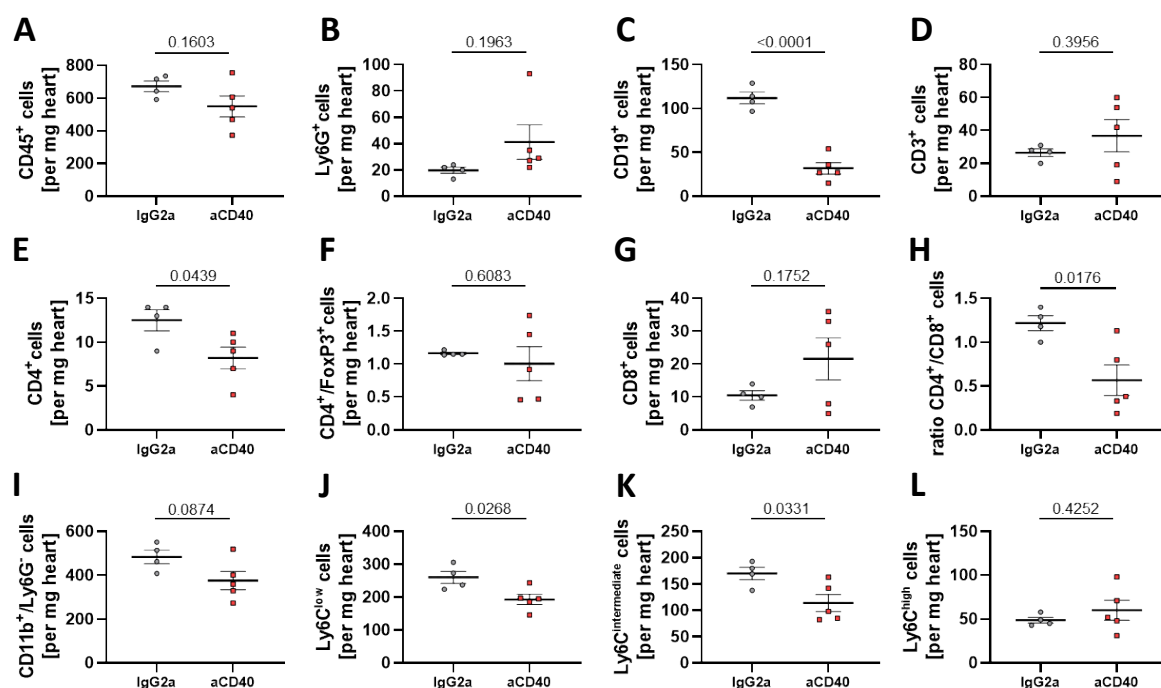 A
0.1603
CD45⁺ cells
[per mg heart]
800
600
400
200
0
IgG2a aCD40
B
0.1963
Ly6G⁺ cells
[per mg heart]
100
80
60
40
20
0
IgG2a aCD40
C
<0.0001
CD19⁺ cells
[per mg heart]
150
100
50
0
IgG2a aCD40
D
0.3956
CD3⁺ cells
[per mg heart]
80
60
40
20
0
IgG2a aCD40
E
0.0439
CD4⁺cells
[per mg heart]
15
10
5
0
IgG2a aCD40
F
0.6083
CD4⁺/FoxP3⁺cells
[per mg heart]
2.0
1.5
1.0
0.5
0.0
IgG2a aCD40
G
0.1752
CD8⁺ cells
[per mg heart]
40
30
20
10
0
IgG2a aCD40
H
0.0176
ratio CD4⁺/CD8⁺ cells
1.5
1.0
0.5
0.0
IgG2a aCD40
I
0.0874
CD11b⁺/Ly6G⁻ cells
[per mg heart]
600
400
200
0
IgG2a aCD40
J
0.0268
Ly6C^low cells
[per mg heart]
400
300
200
100
0
IgG2a aCD40
K
0.0331
Ly6C^intermediate cells
[per mg heart]
250
200
150
100
50
0
IgG2a aCD40
L
0.4252
Ly6C^high cells
[per mg heart]
150
100
50
0
IgG2a aCD40